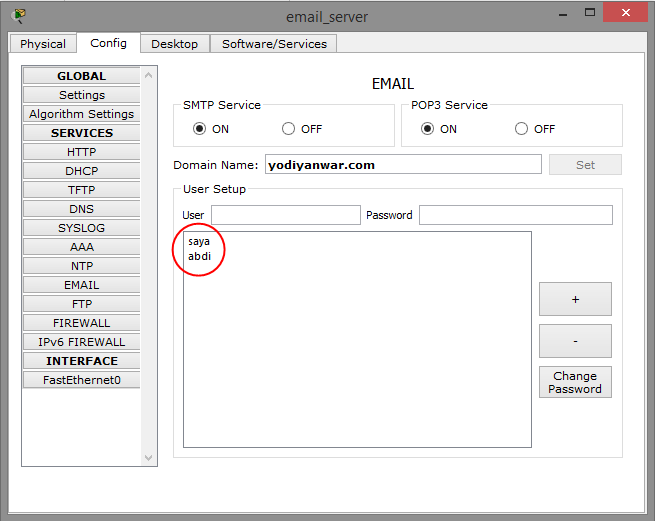 email_server
Physical Config Desktop Software/Services
GLOBAL
Settings
Algorithm Settings
SERVICES
HTTP
DHCP
TFTP
DNS
SYSLOG
AAA
NTP
EMAIL
FTP
FIREWALL
IPv6 FIREWALL
INTERFACE
FastEthernet0
EMAIL
SMTP Service
ON OFF
POP3 Service
ON OFF
Domain Name: yodiyanwar.com Set
User Setup
User Password
saya
abdi
+
-
Change
Password